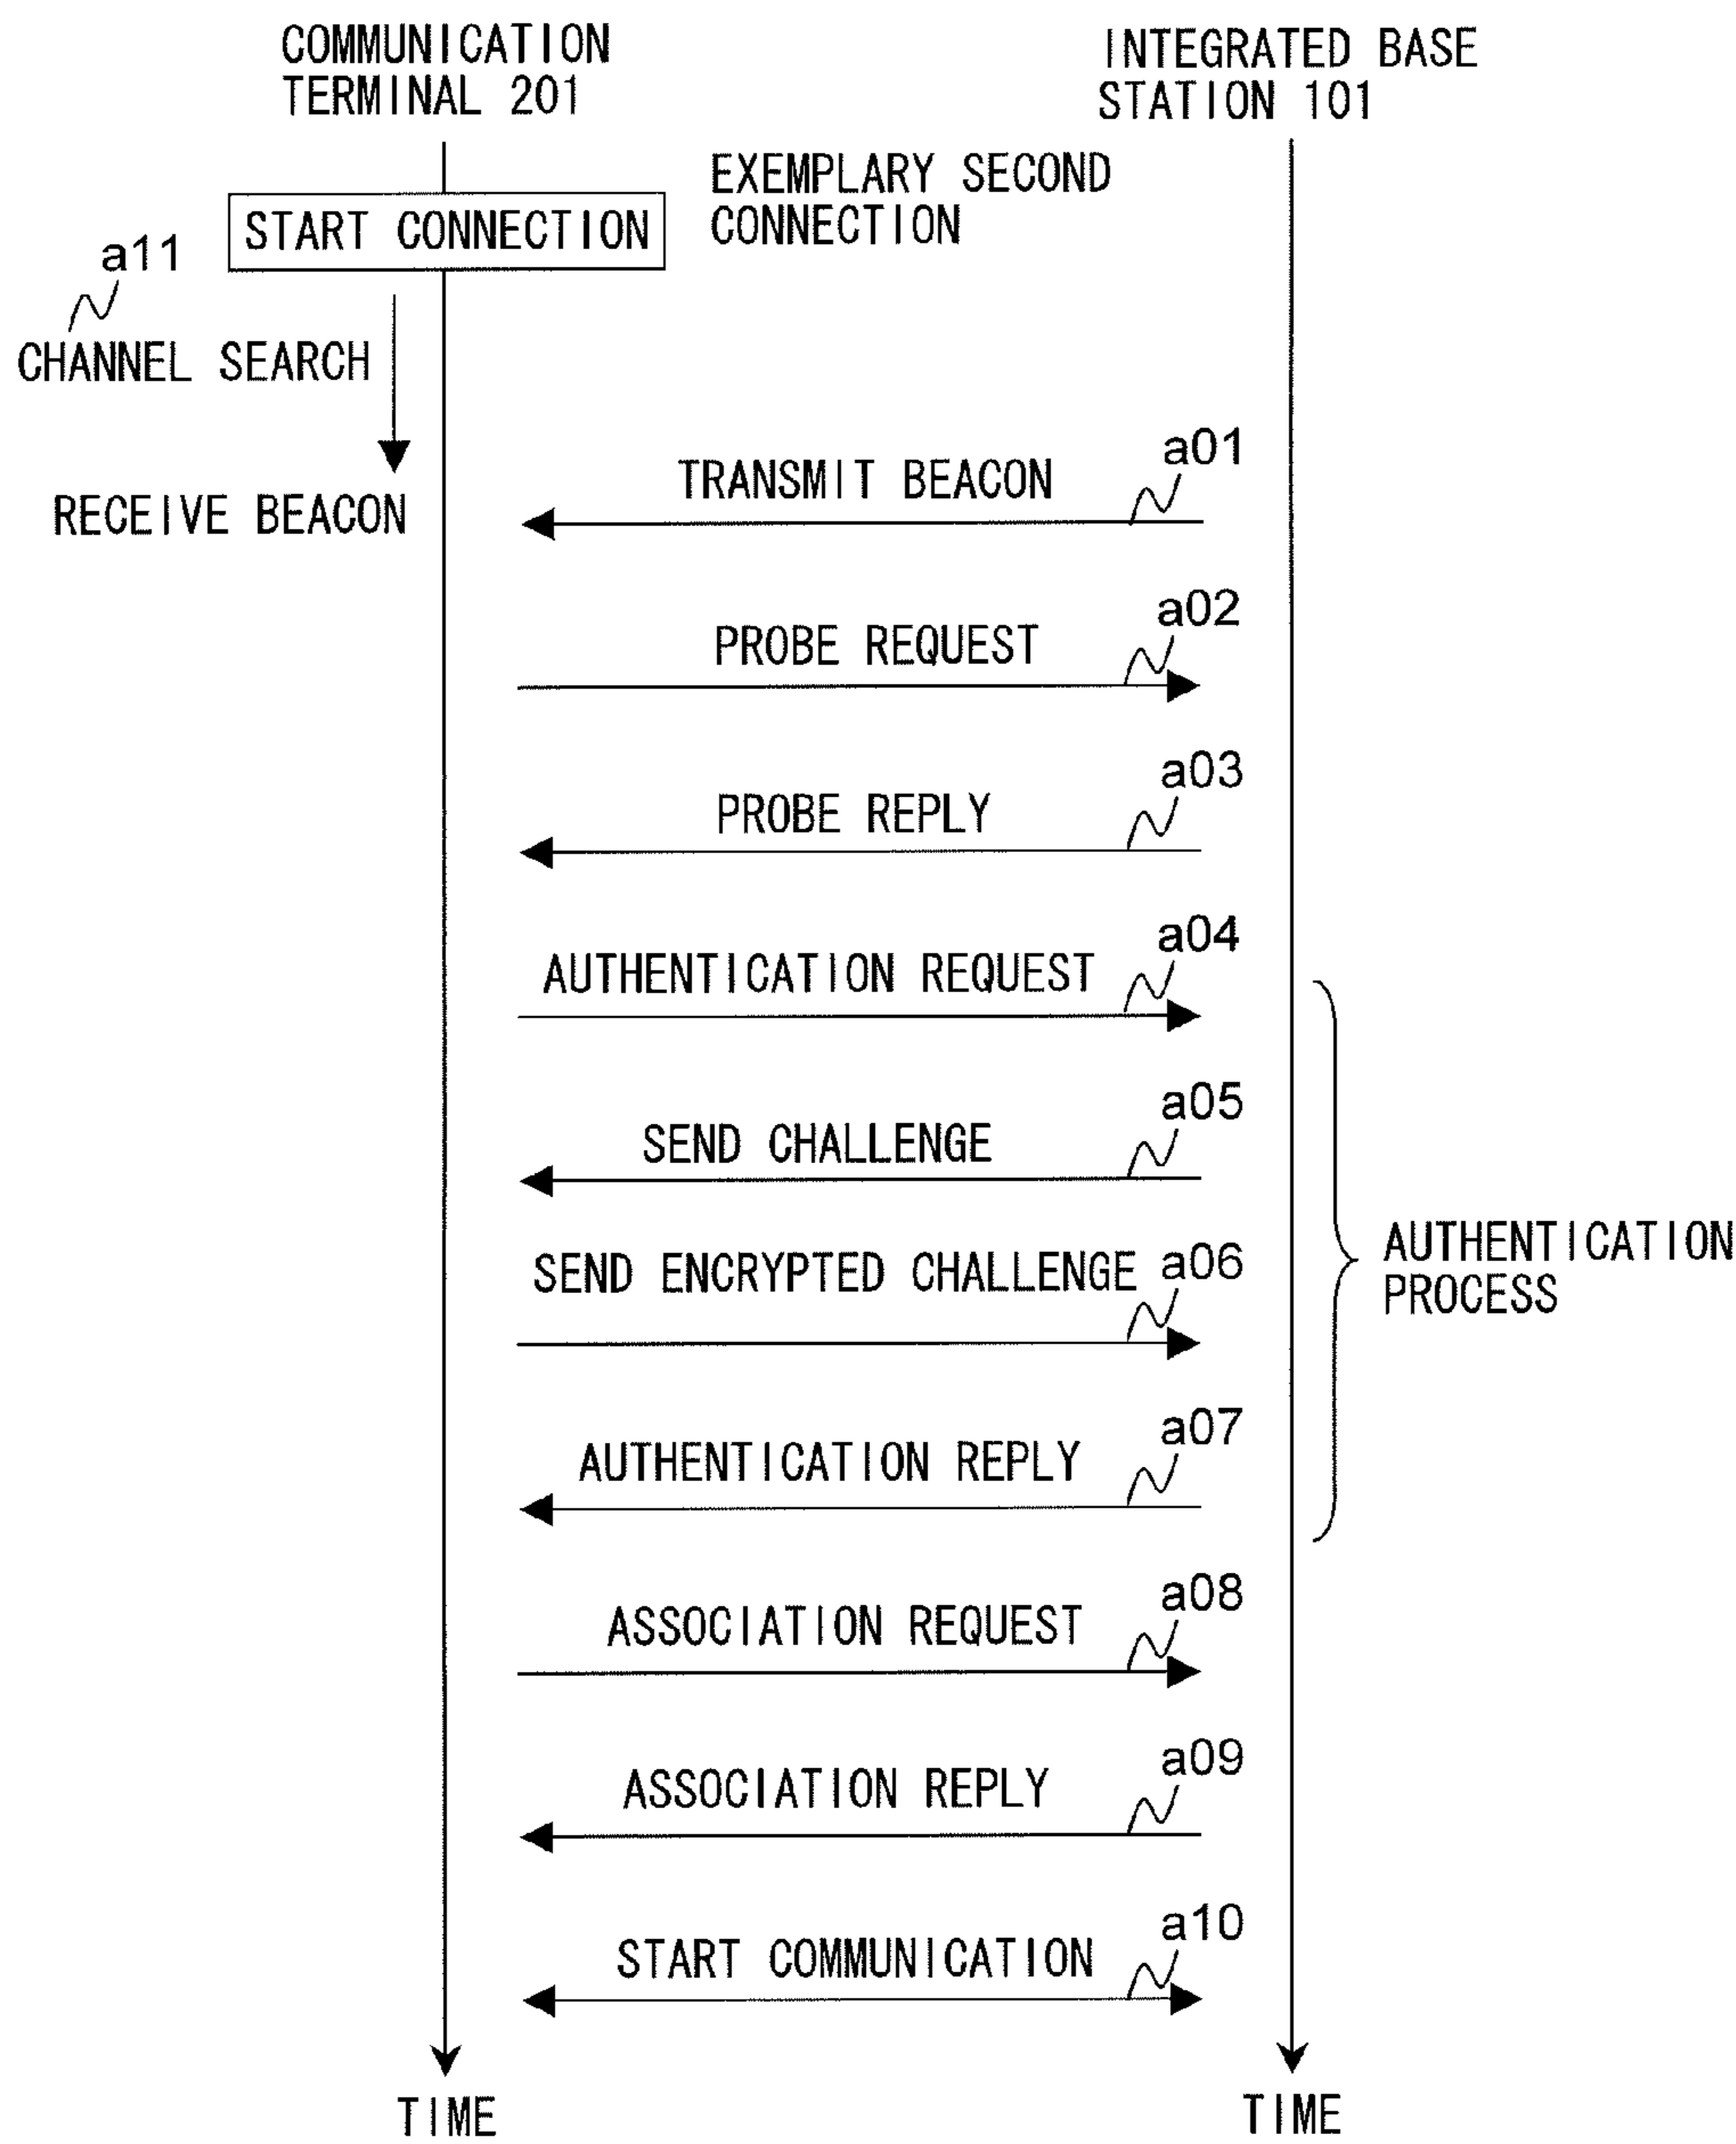 COMMUNICATION
TERMINAL 201
INTEGRATED BASE
STATION 101
EXEMPLARY SECOND
CONNECTION
START CONNECTION
a11
CHANNEL SEARCH
RECEIVE BEACON
a01
TRANSMIT BEACON
a02
PROBE REQUEST
a03
PROBE REPLY
a04
AUTHENTICATION REQUEST
a05
SEND CHALLENGE
a06
SEND ENCRYPTED CHALLENGE
AUTHENTICATION
PROCESS
a07
AUTHENTICATION REPLY
a08
ASSOCIATION REQUEST
a09
ASSOCIATION REPLY
a10
START COMMUNICATION
TIME
TIME